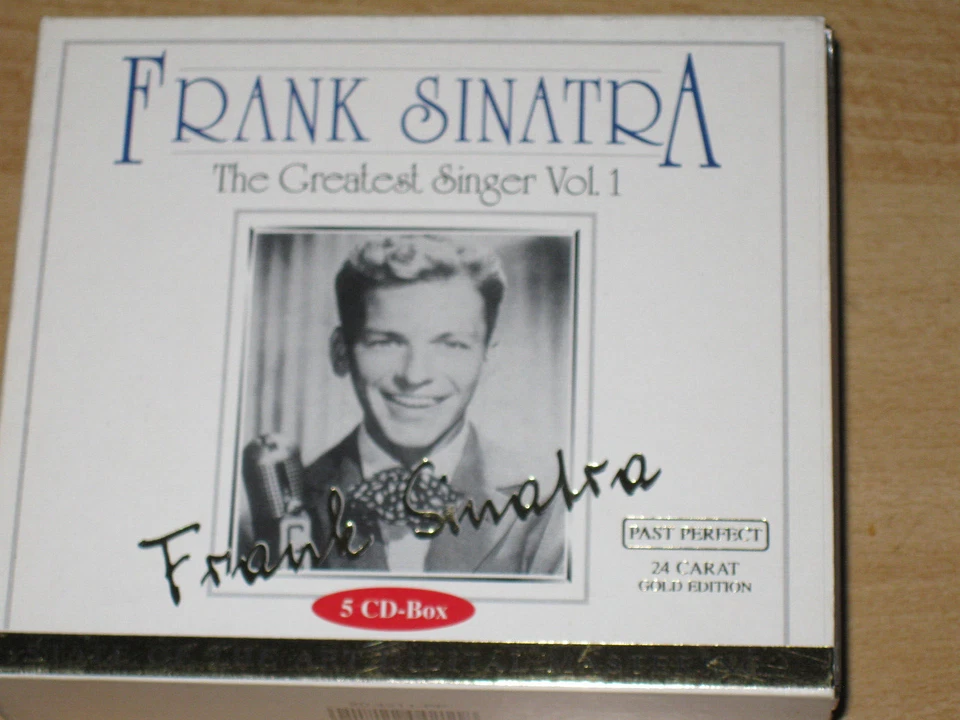 FRANK SINATRA
The Greatest Singer Vol. 1
Frank Sinatra
PAST PERFECT
24 CARAT
GOLD EDITION
5 CD-Box